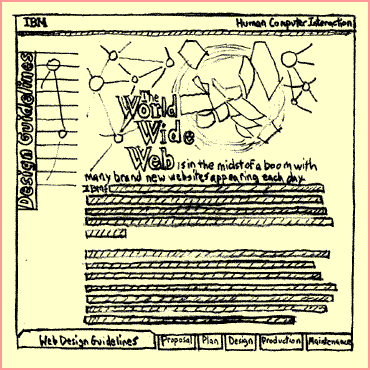 IBM
Human Computer Interaction
Design Guidelines
The
World
Wide
Web is in the midst of a boom with
many brand new websites appearing each day.
Web Design Guidelines
Proposal
Plan
Design
Production
Maintenance